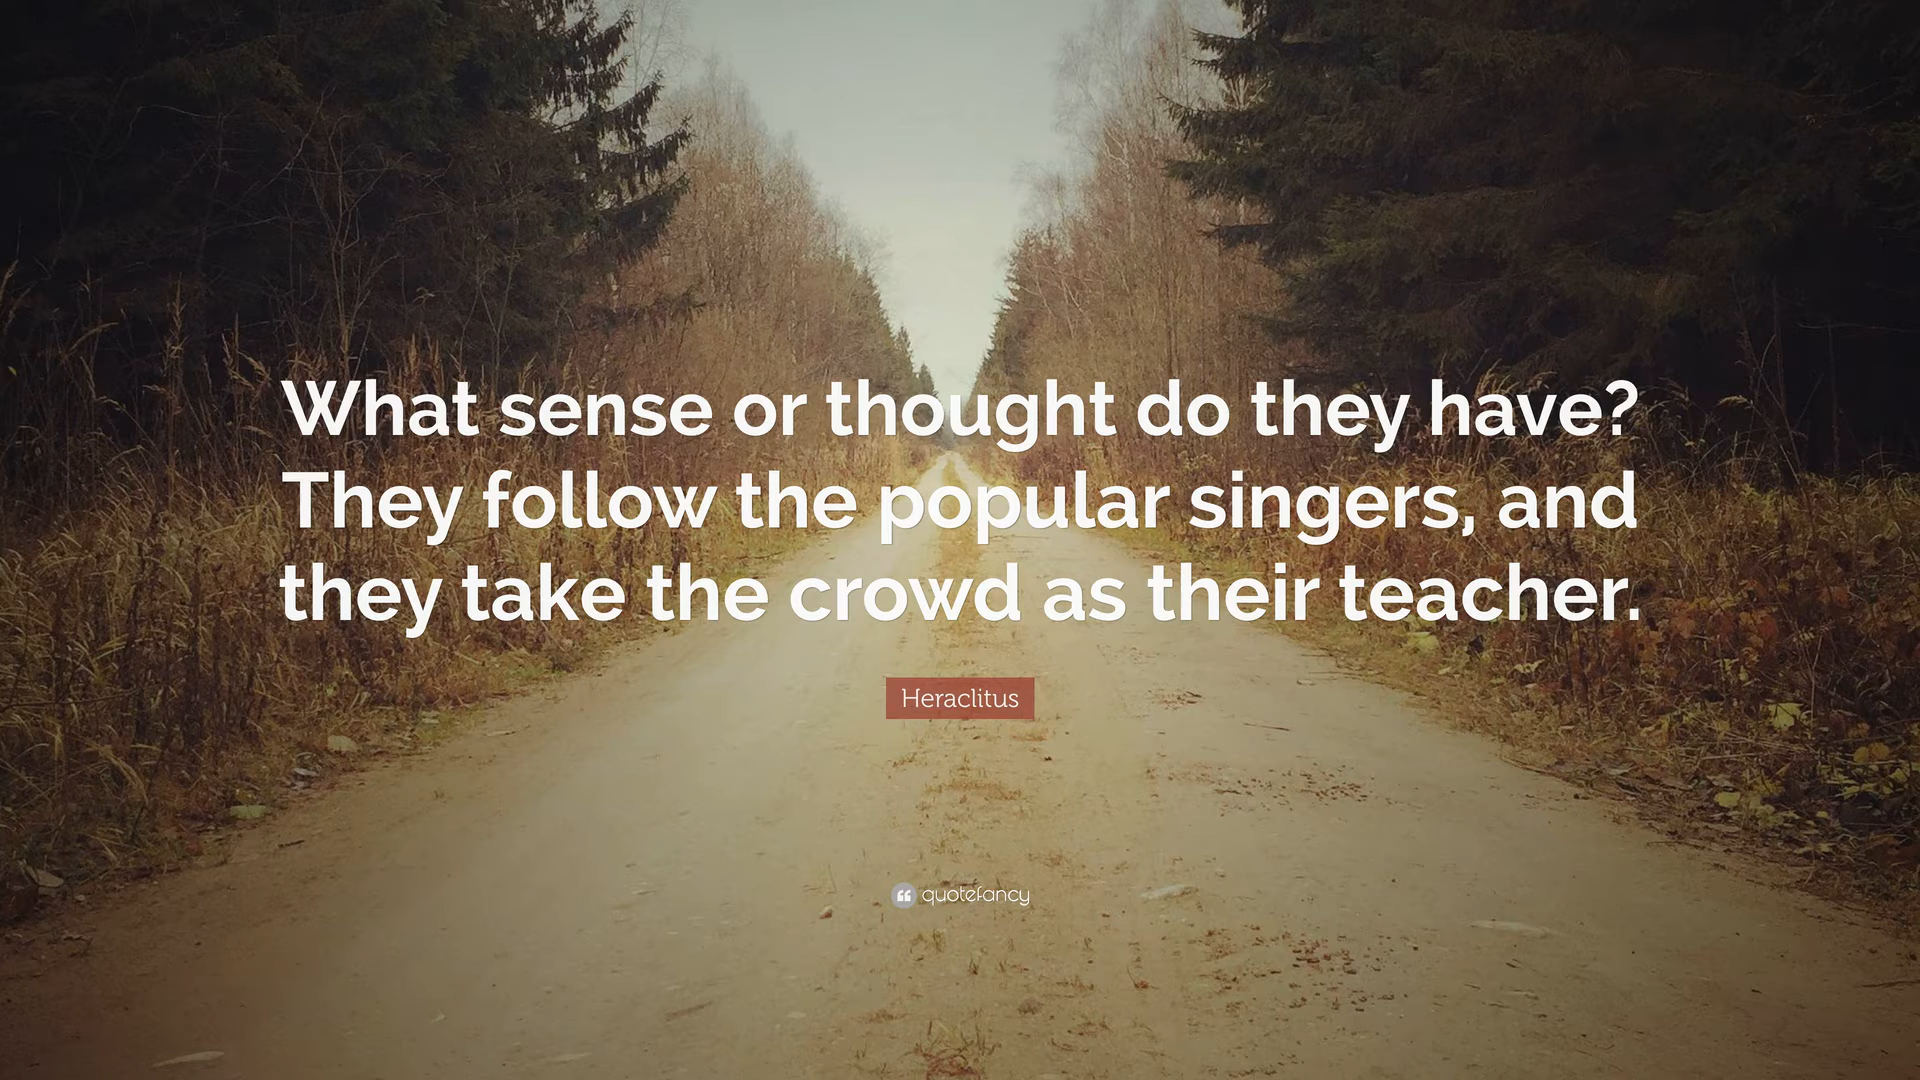 What sense or thought do they have?
They follow the popular singers, and
they take the crowd as their teacher.
Heraclitus
quotefancy